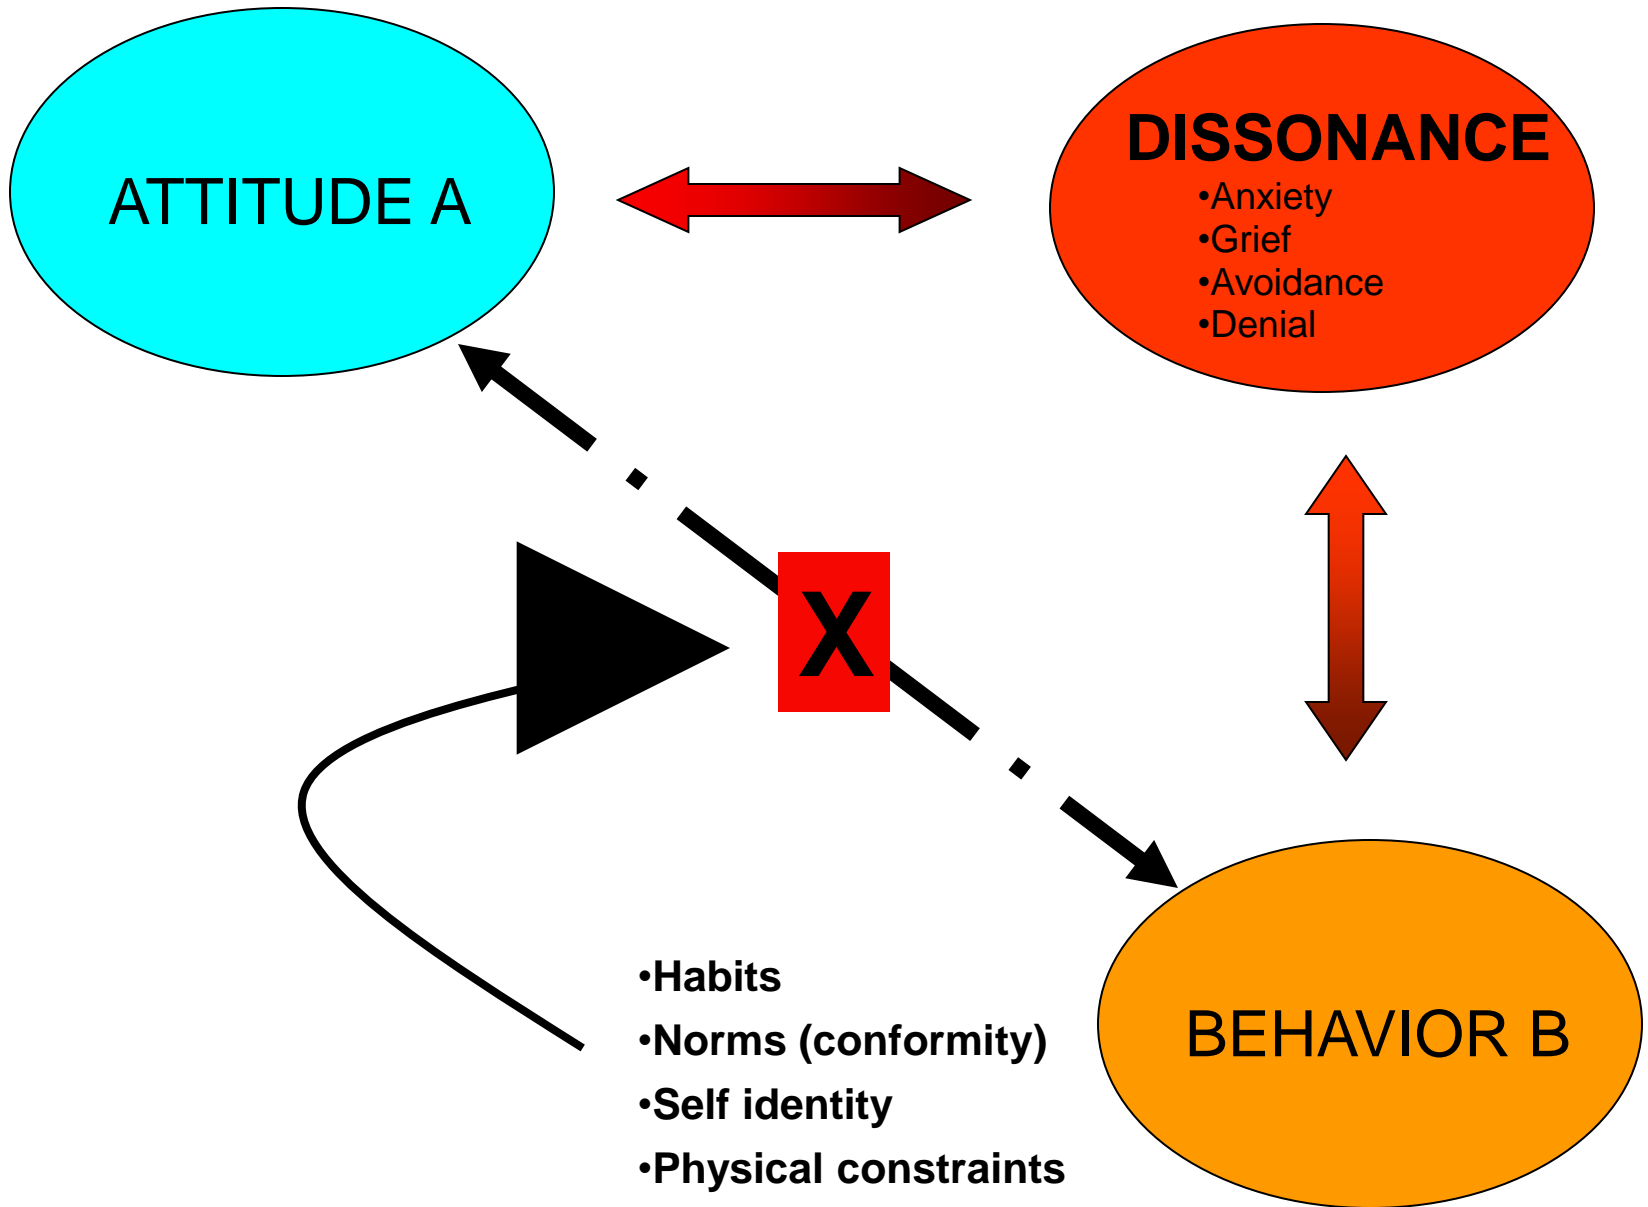 ATTITUDE A
DISSONANCE
•Anxiety
•Grief
•Avoidance
•Denial
X
•Habits
•Norms (conformity)
•Self identity
•Physical constraints
BEHAVIOR B